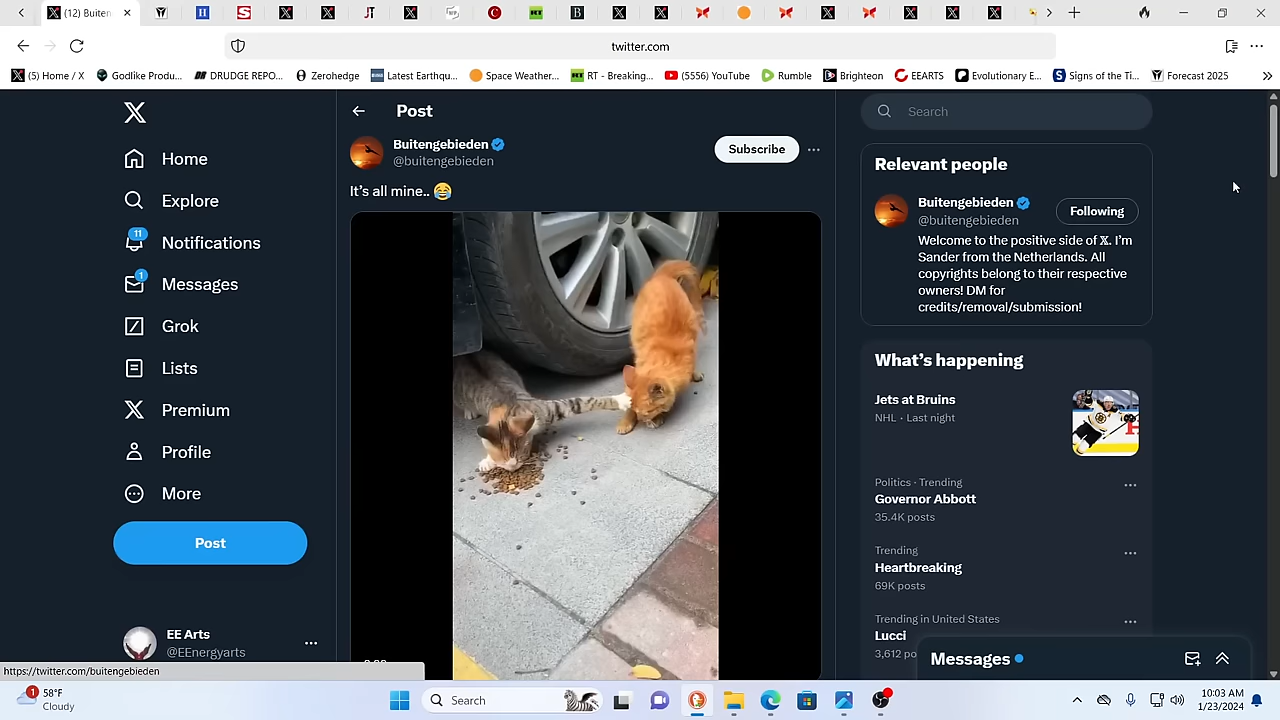 (12) Buiten
twitter.com
(5) Home / X
Godlike Produ...
DRUDGE REPO...
Zerohedge
Latest Earthqu...
Space Weather...
RT - Breaking...
(5556) YouTube
Rumble
Brighteon
EEARTS
Evolutionary E...
Signs of the Ti...
Forecast 2025
Home
Explore
11
Notifications
1
Messages
Grok
Lists
Premium
Profile
More
Post
EE Arts
@EEnergyarts
https://twitter.com/buitengebieden
Post
Buitengebieden
@buitengebieden
Subscribe
It's all mine.. 😂
Search
Relevant people
Buitengebieden
@buitengebieden
Following
Welcome to the positive side of 𝕏. I'm
Sander from the Netherlands. All
copyrights belong to their respective
owners! DM for
credits/removal/submission!
What's happening
Jets at Bruins
NHL · Last night
Politics · Trending
Governor Abbott
35.4K posts
Trending
Heartbreaking
69K posts
Trending in United States
Lucci
3,612 po
Messages
1
58°F
Cloudy
Search
10:03 AM
1/23/2024